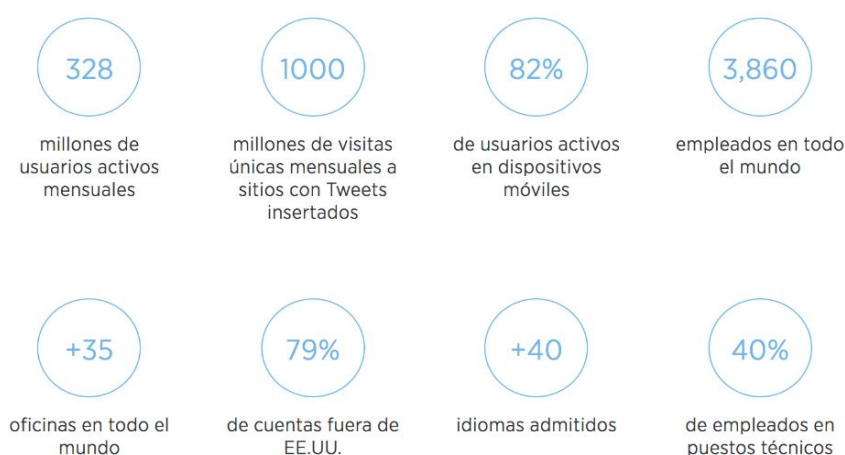 328
millones de
usuarios activos
mensuales
1000
millones de visitas
únicas mensuales a
sitios con Tweets
insertados
82%
de usuarios activos
en dispositivos
móviles
3,860
empleados en todo
el mundo
+35
oficinas en todo el
mundo
79%
de cuentas fuera de
EE.UU.
+40
idiomas admitidos
40%
de empleados en
puestos técnicos